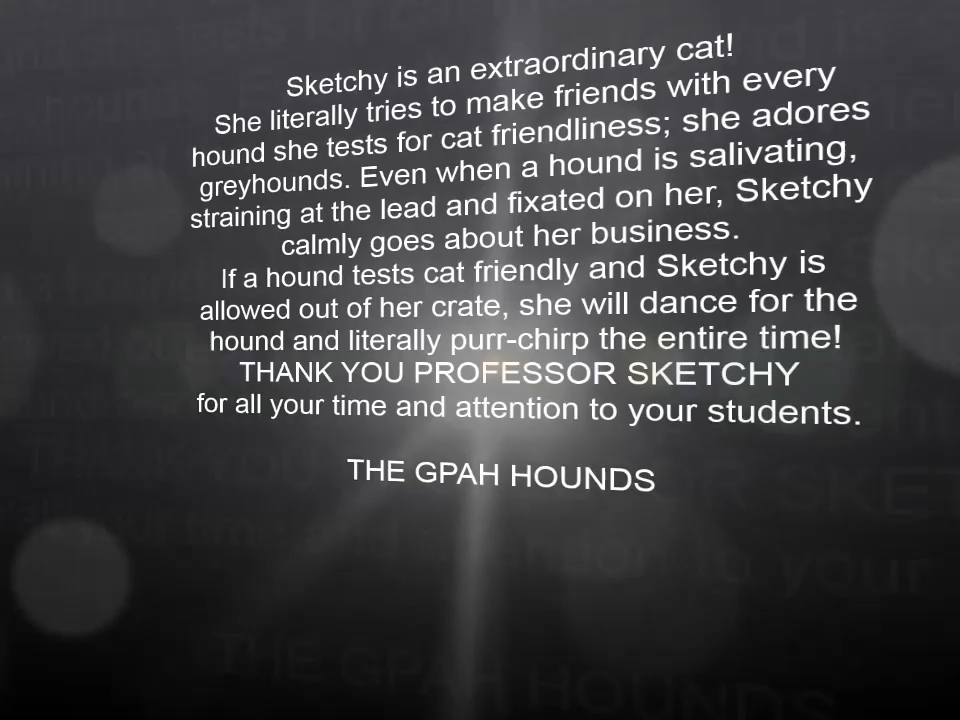 Sketchy is an extraordinary cat!
She literally tries to make friends with every
hound she tests for cat friendliness; she adores
greyhounds. Even when a hound is salivating,
straining at the lead and fixated on her, Sketchy
calmly goes about her business.
If a hound tests cat friendly and Sketchy is
allowed out of her crate, she will dance for the
hound and literally purr-chirp the entire time!
THANK YOU PROFESSOR SKETCHY
for all your time and attention to your students.
THE GPAH HOUNDS